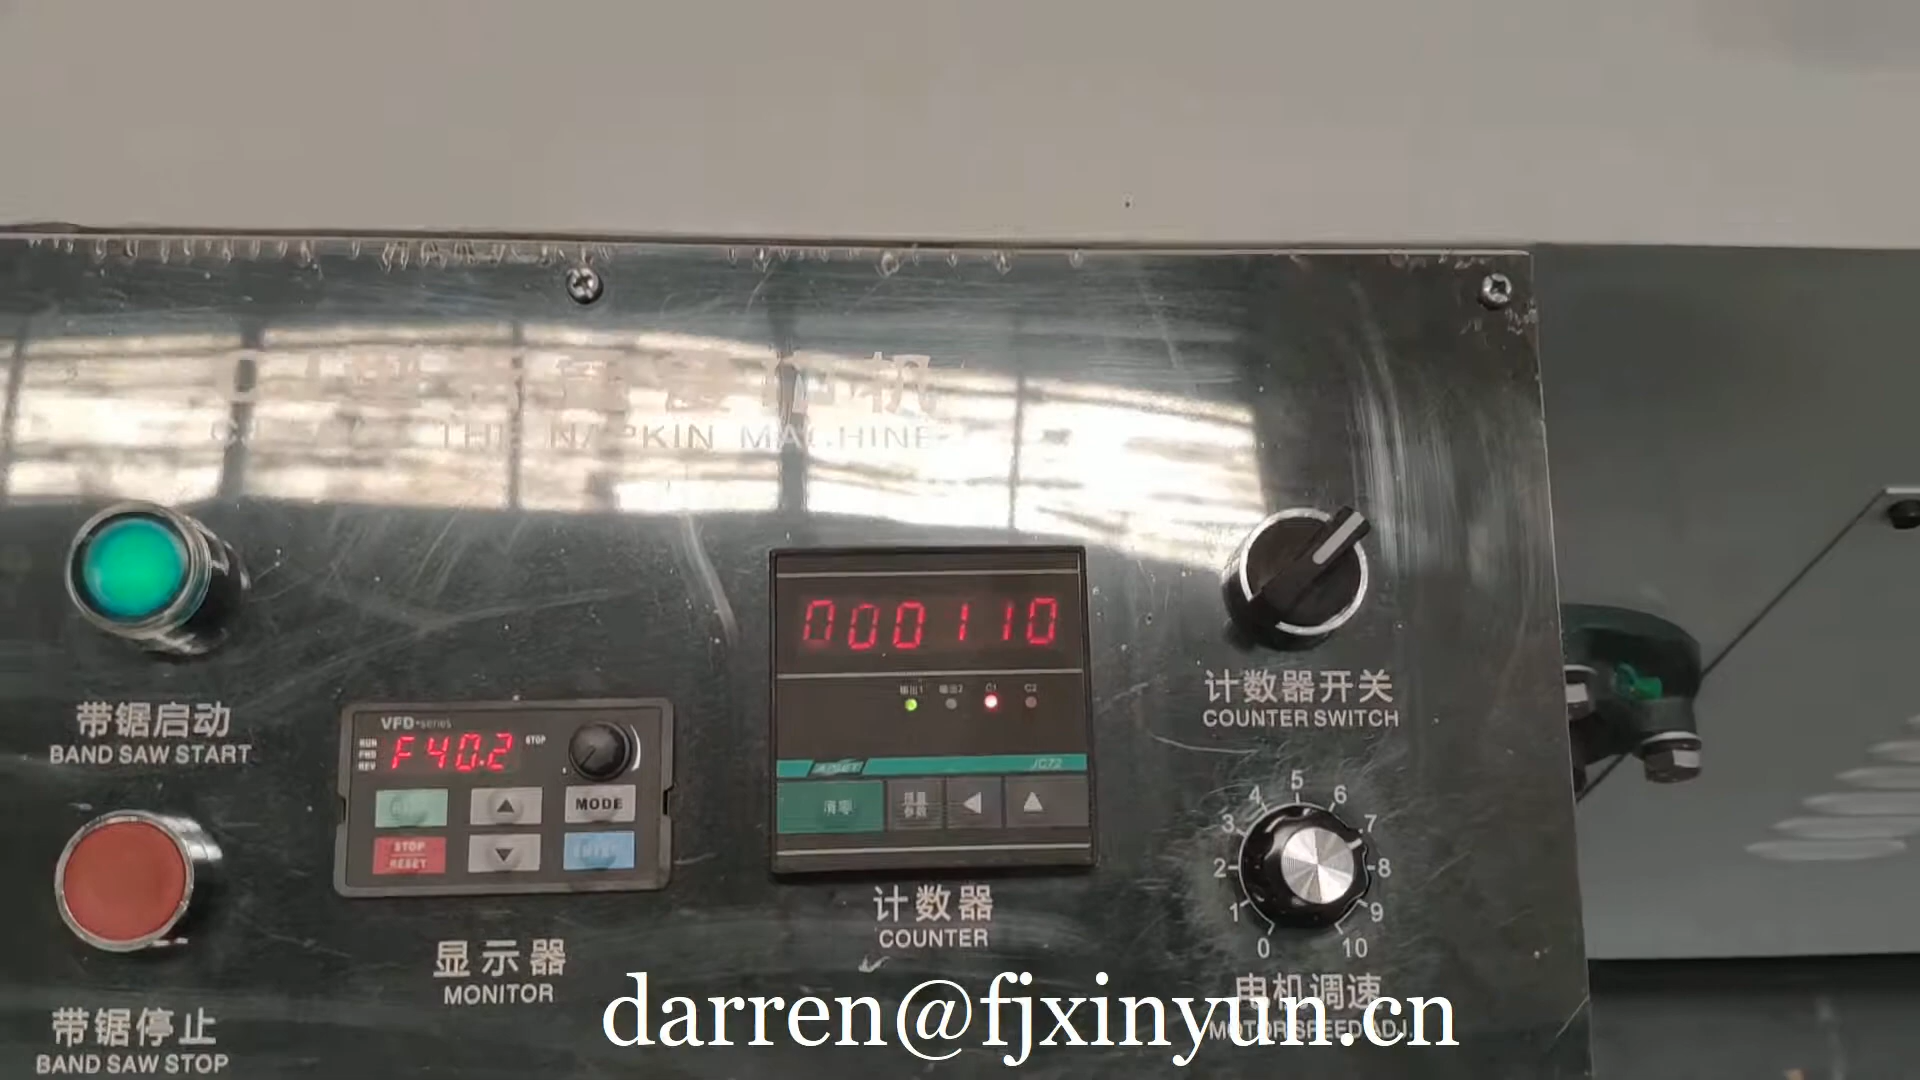 THE NAPKIN MACHINE
带锯启动
BAND SAW START
VFD-series
RUN
FWD
REV
F40.2
STOP
MODE
STOP
RESET
ENTER
显示器
MONITOR
000110
输出1 输出2 C1 C2
JC72
清零
计数器
COUNTER
计数器开关
COUNTER SWITCH
0 1 2 3 4 5 6 7 8 9 10
电机调速
MOTOR SPEED ADJ.
带锯停止
BAND SAW STOP
darren@fjxinyun.cn